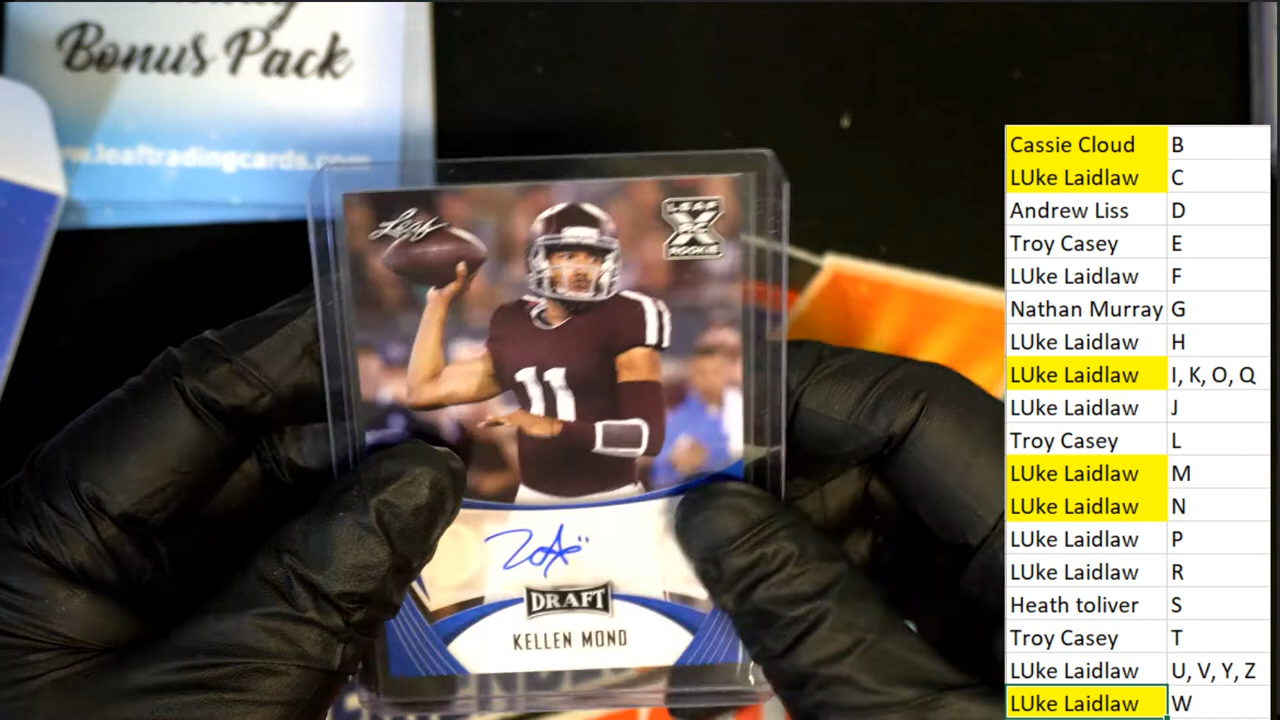 Bonus Pack
www.leaftradingcards.com
Leaf
LEAF
X
RC
ROOKIE
11
DRAFT
KELLEN MOND
Cassie Cloud B
LUke Laidlaw C
Andrew Liss D
Troy Casey E
LUke Laidlaw F
Nathan Murray G
LUke Laidlaw H
LUke Laidlaw I, K, O, Q
LUke Laidlaw J
Troy Casey L
LUke Laidlaw M
LUke Laidlaw N
LUke Laidlaw P
LUke Laidlaw R
Heath toliver S
Troy Casey T
LUke Laidlaw U, V, Y, Z
LUke Laidlaw W